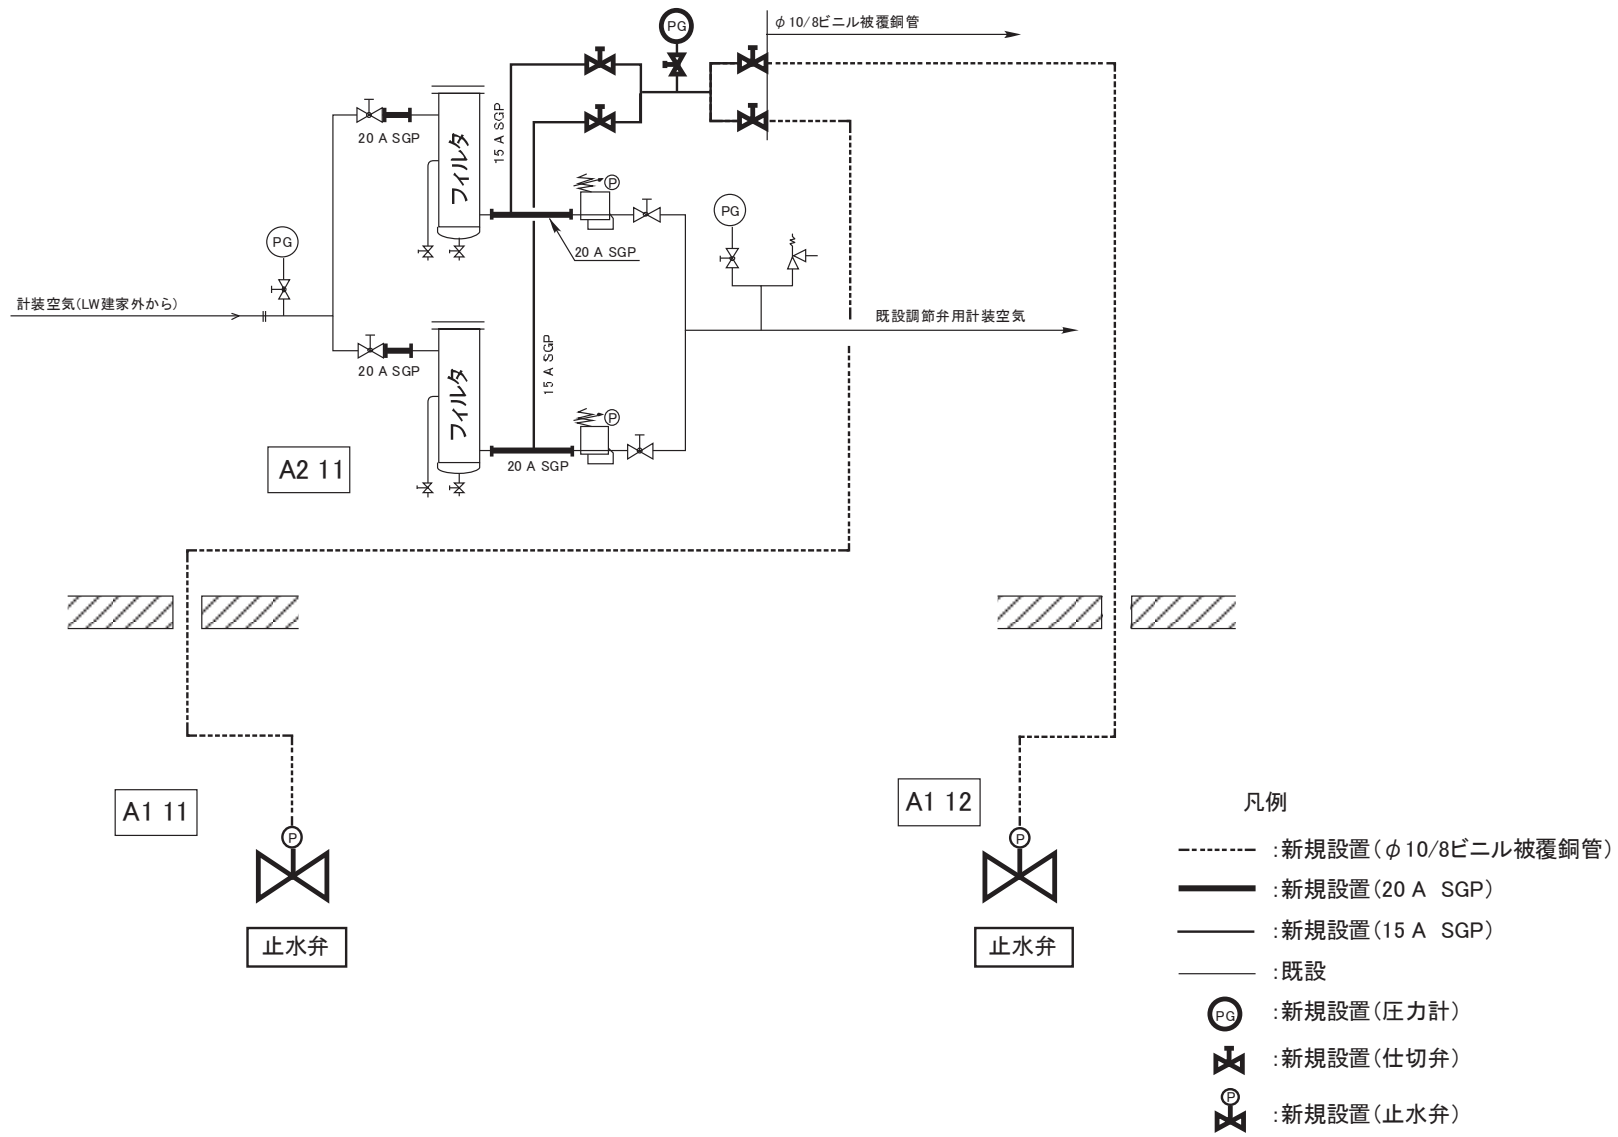 PG
φ10/8ビニル被覆銅管
20 A SGP
フィルタ
15 A SGP
P
PG
20 A SGP
PG
計装空気(LW建家外から)
既設調節弁用計装空気
20 A SGP
フィルタ
15 A SGP
P
20 A SGP
A2 11
A1 11
P
止水弁
A1 12
P
止水弁
凡例
:新規設置(φ10/8ビニル被覆銅管)
:新規設置(20 A SGP)
:新規設置(15 A SGP)
:既設
PG :新規設置(圧力計)
:新規設置(仕切弁)
P :新規設置(止水弁)